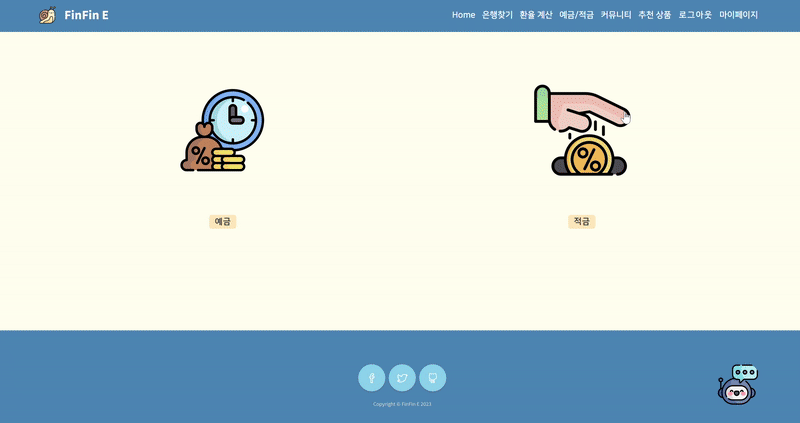 FinFin E
Home 은행찾기 환율 계산 예금/적금 커뮤니티 추천 상품 로그아웃 마이페이지
예금
적금
Copyright © FinFin E 2023